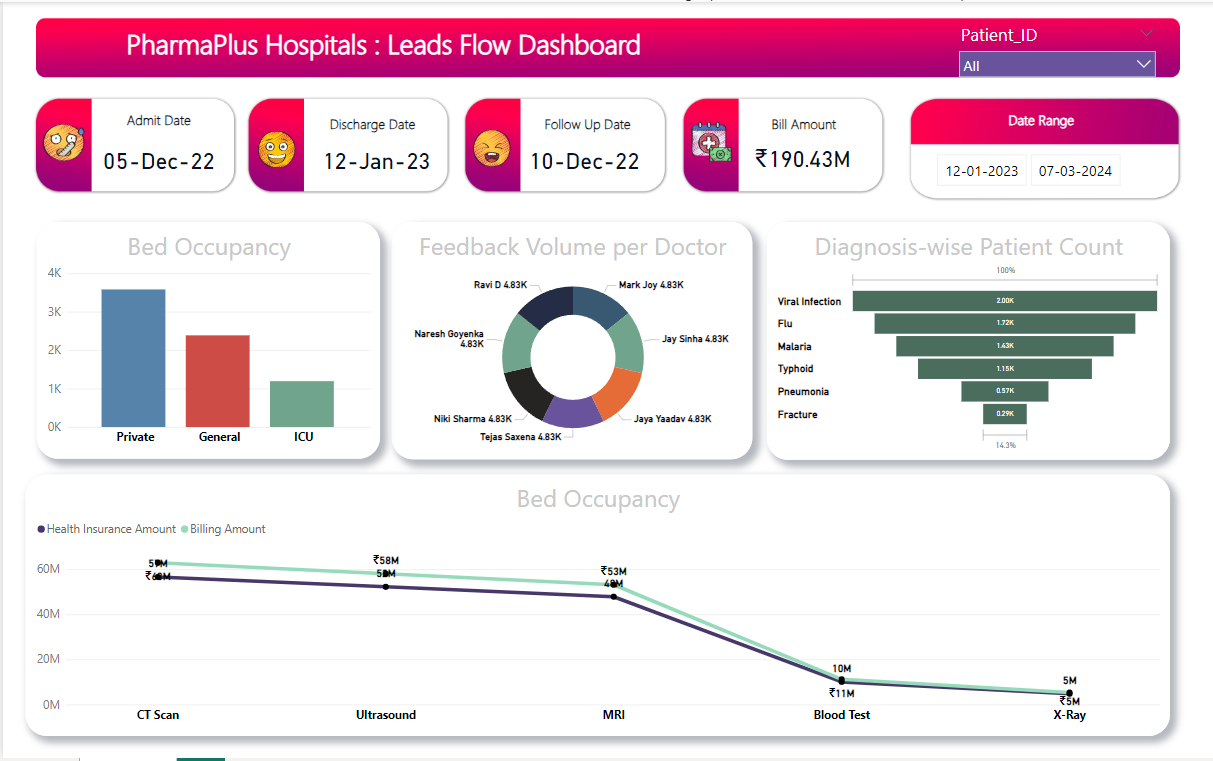 PharmaPlus Hospitals : Leads Flow Dashboard
Patient_ID
All
Admit Date
05-Dec-22
Discharge Date
12-Jan-23
Follow Up Date
10-Dec-22
Bill Amount
₹190.43M
Date Range
12-01-2023
07-03-2024
Bed Occupancy
4K
3K
2K
1K
0K
Private
General
ICU
Feedback Volume per Doctor
Ravi D 4.83K
Mark Joy 4.83K
Naresh Goyenka
4.83K
Jay Sinha 4.83K
Niki Sharma 4.83K
Jaya Yaadav 4.83K
Tejas Saxena 4.83K
Diagnosis-wise Patient Count
100%
Viral Infection
2.00K
Flu
1.72K
Malaria
1.43K
Typhoid
1.15K
Pneumonia
0.57K
Fracture
0.29K
14.3%
Bed Occupancy
Health Insurance Amount
Billing Amount
60M
40M
20M
0M
₹58M
₹53M
48M
10M
₹11M
5M
₹5M
CT Scan
Ultrasound
MRI
Blood Test
X-Ray